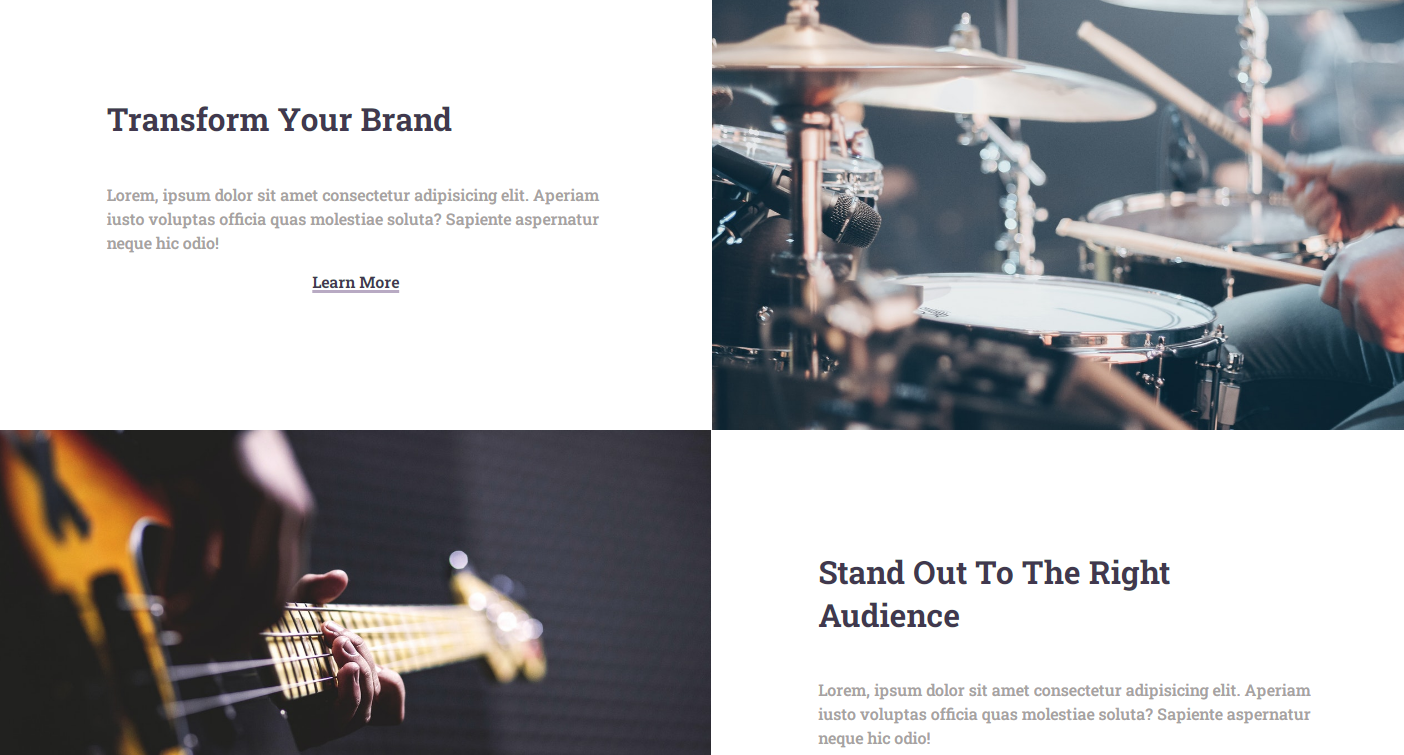 Transform Your Brand
Lorem, ipsum dolor sit amet consectetur adipisicing elit. Aperiam
iusto voluptas officia quas molestiae soluta? Sapiente aspernatur
neque hic odio!
Learn More
Stand Out To The Right
Audience
Lorem, ipsum dolor sit amet consectetur adipisicing elit. Aperiam
iusto voluptas officia quas molestiae soluta? Sapiente aspernatur
neque hic odio!